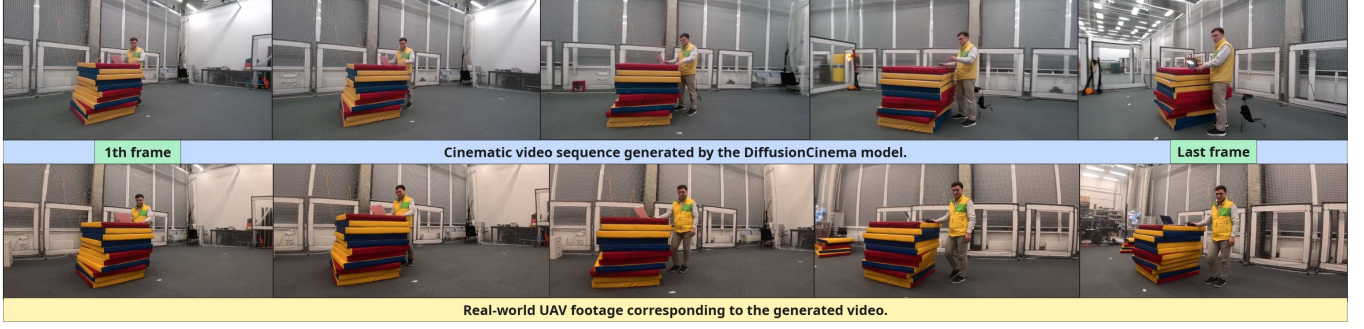 1th frame
Cinematic video sequence generated by the DiffusionCinema model.
Last frame
Real-world UAV footage corresponding to the generated video.